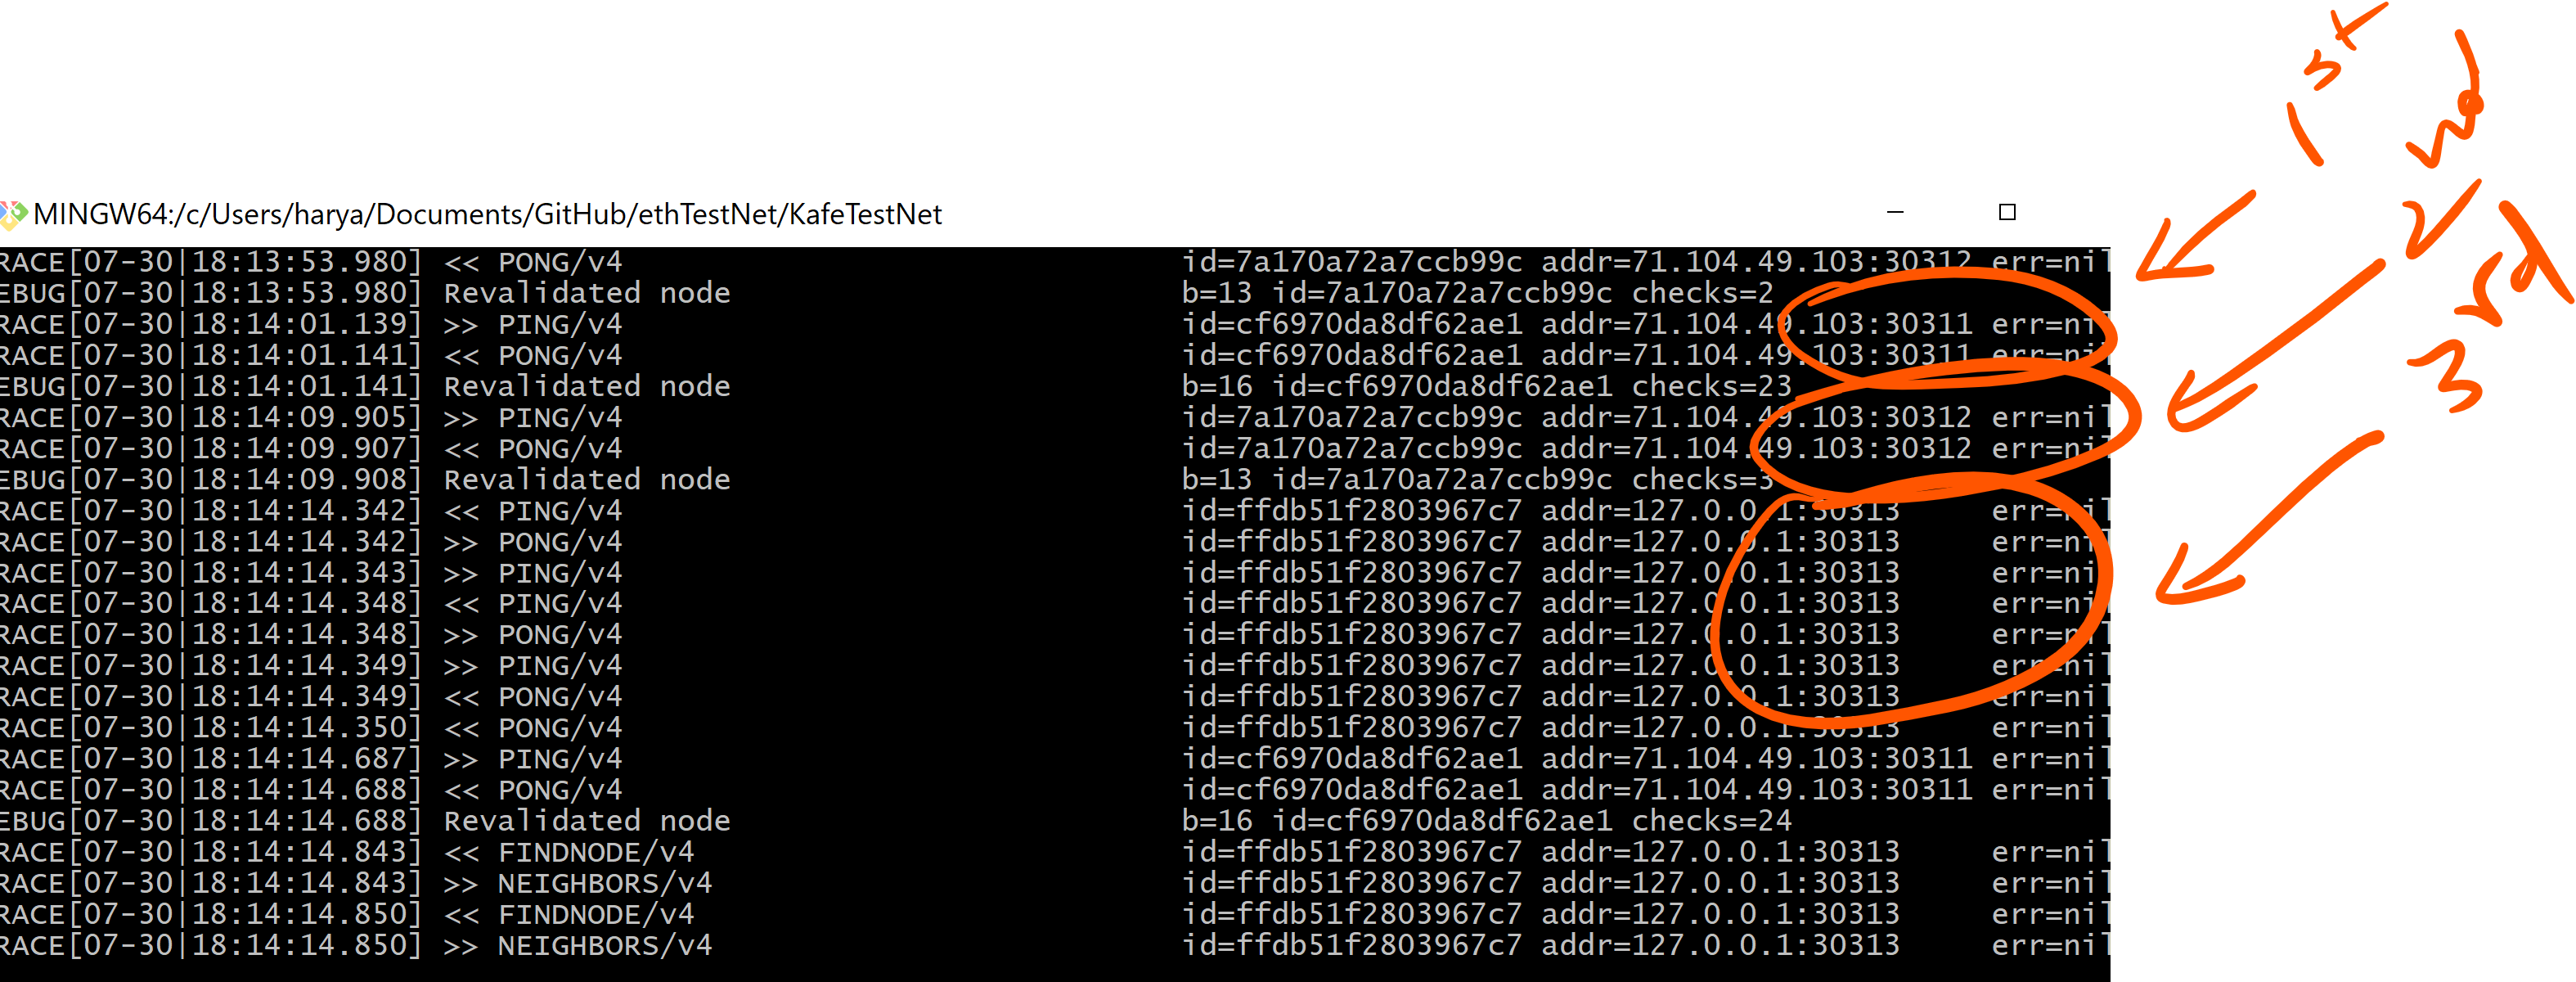 1st
2nd
3rd
MINGW64:/c/Users/harya/Documents/GitHub/ethTestNet/KafeTestNet
RACE[07-30|18:13:53.980] << PONG/v4 id=7a170a72a7ccb99c addr=71.104.49.103:30312 err=nil
EBUG[07-30|18:13:53.980] Revalidated node b=13 id=7a170a72a7ccb99c checks=2
RACE[07-30|18:14:01.139] >> PING/v4 id=cf6970da8df62ae1 addr=71.104.49.103:30311 err=nil
RACE[07-30|18:14:01.141] << PONG/v4 id=cf6970da8df62ae1 addr=71.104.49.103:30311 err=nil
EBUG[07-30|18:14:01.141] Revalidated node b=16 id=cf6970da8df62ae1 checks=23
RACE[07-30|18:14:09.905] >> PING/v4 id=7a170a72a7ccb99c addr=71.104.49.103:30312 err=nil
RACE[07-30|18:14:09.907] << PONG/v4 id=7a170a72a7ccb99c addr=71.104.49.103:30312 err=nil
EBUG[07-30|18:14:09.908] Revalidated node b=13 id=7a170a72a7ccb99c checks=3
RACE[07-30|18:14:14.342] << PING/v4 id=ffdb51f2803967c7 addr=127.0.0.1:30313 err=nil
RACE[07-30|18:14:14.342] >> PONG/v4 id=ffdb51f2803967c7 addr=127.0.0.1:30313 err=nil
RACE[07-30|18:14:14.343] >> PING/v4 id=ffdb51f2803967c7 addr=127.0.0.1:30313 err=nil
RACE[07-30|18:14:14.348] << PING/v4 id=ffdb51f2803967c7 addr=127.0.0.1:30313 err=nil
RACE[07-30|18:14:14.348] >> PONG/v4 id=ffdb51f2803967c7 addr=127.0.0.1:30313 err=nil
RACE[07-30|18:14:14.349] >> PING/v4 id=ffdb51f2803967c7 addr=127.0.0.1:30313 err=nil
RACE[07-30|18:14:14.349] << PONG/v4 id=ffdb51f2803967c7 addr=127.0.0.1:30313 err=nil
RACE[07-30|18:14:14.350] << PONG/v4 id=ffdb51f2803967c7 addr=127.0.0.1:30313 err=nil
RACE[07-30|18:14:14.687] >> PING/v4 id=cf6970da8df62ae1 addr=71.104.49.103:30311 err=nil
RACE[07-30|18:14:14.688] << PONG/v4 id=cf6970da8df62ae1 addr=71.104.49.103:30311 err=nil
EBUG[07-30|18:14:14.688] Revalidated node b=16 id=cf6970da8df62ae1 checks=24
RACE[07-30|18:14:14.843] << FINDNODE/v4 id=ffdb51f2803967c7 addr=127.0.0.1:30313 err=nil
RACE[07-30|18:14:14.843] >> NEIGHBORS/v4 id=ffdb51f2803967c7 addr=127.0.0.1:30313 err=nil
RACE[07-30|18:14:14.850] << FINDNODE/v4 id=ffdb51f2803967c7 addr=127.0.0.1:30313 err=nil
RACE[07-30|18:14:14.850] >> NEIGHBORS/v4 id=ffdb51f2803967c7 addr=127.0.0.1:30313 err=nil